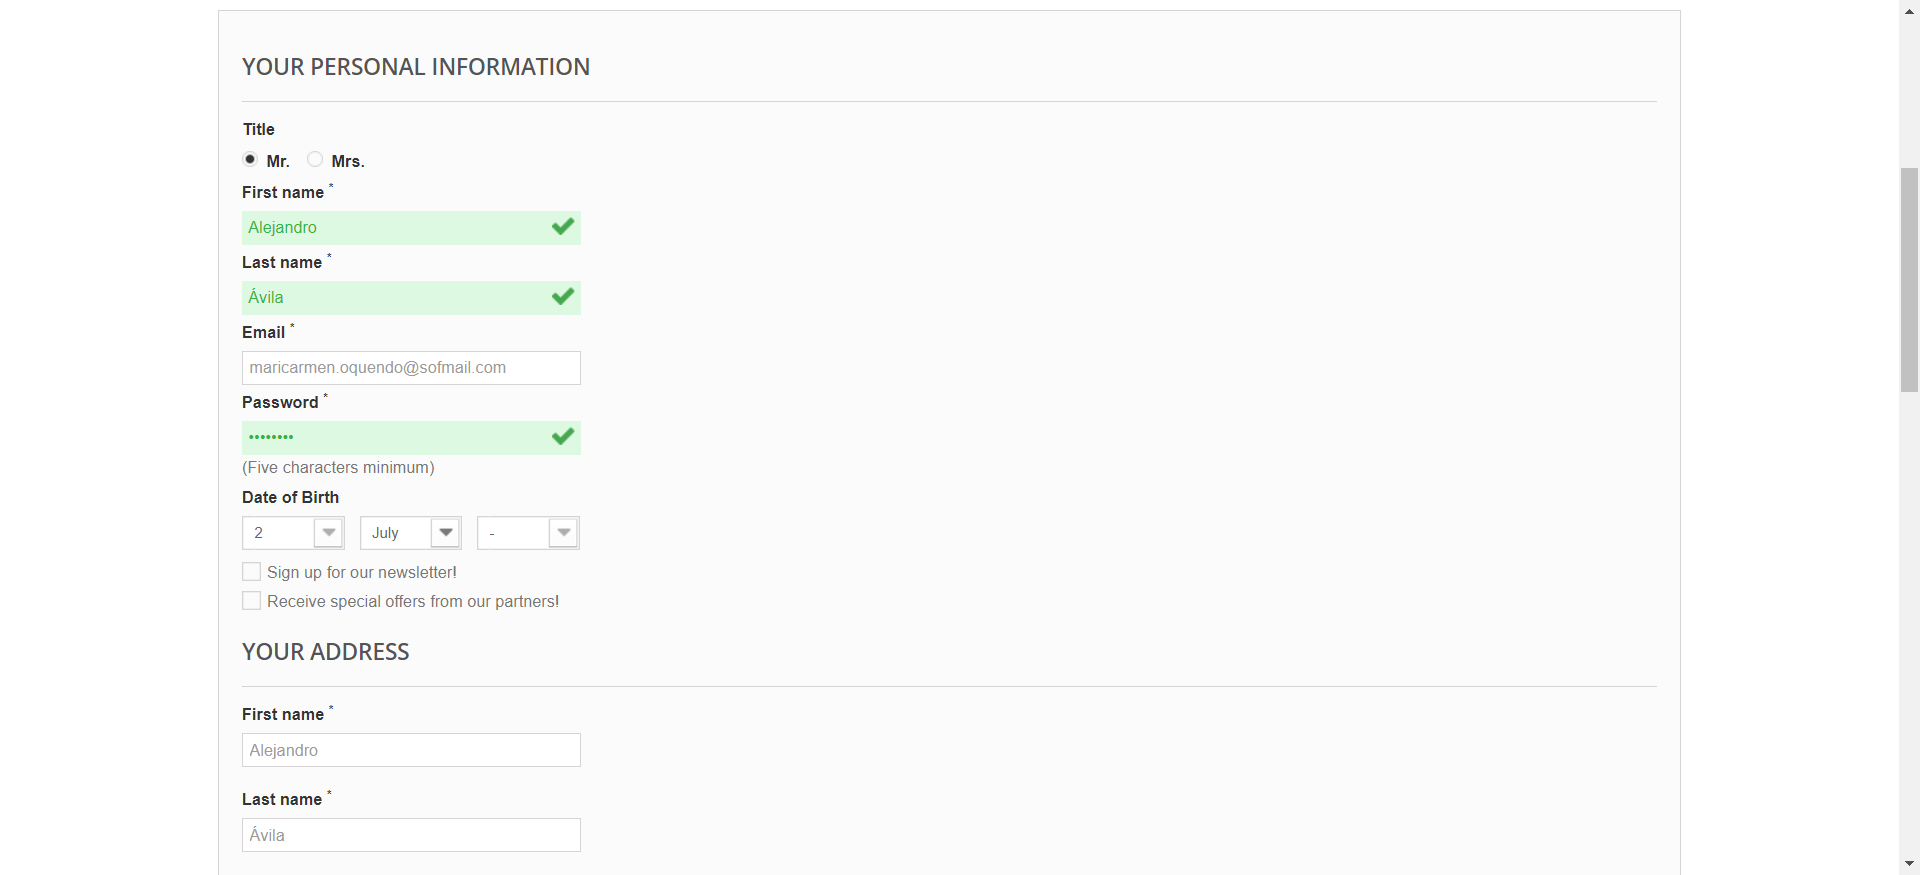 YOUR PERSONAL INFORMATION
Title
Mr. Mrs.
First name *
Alejandro
Last name *
Ávila
Email *
maricarmen.oquendo@sofmail.com
Password *
••••••••
(Five characters minimum)
Date of Birth
2 July -
Sign up for our newsletter!
Receive special offers from our partners!
YOUR ADDRESS
First name *
Alejandro
Last name *
Ávila